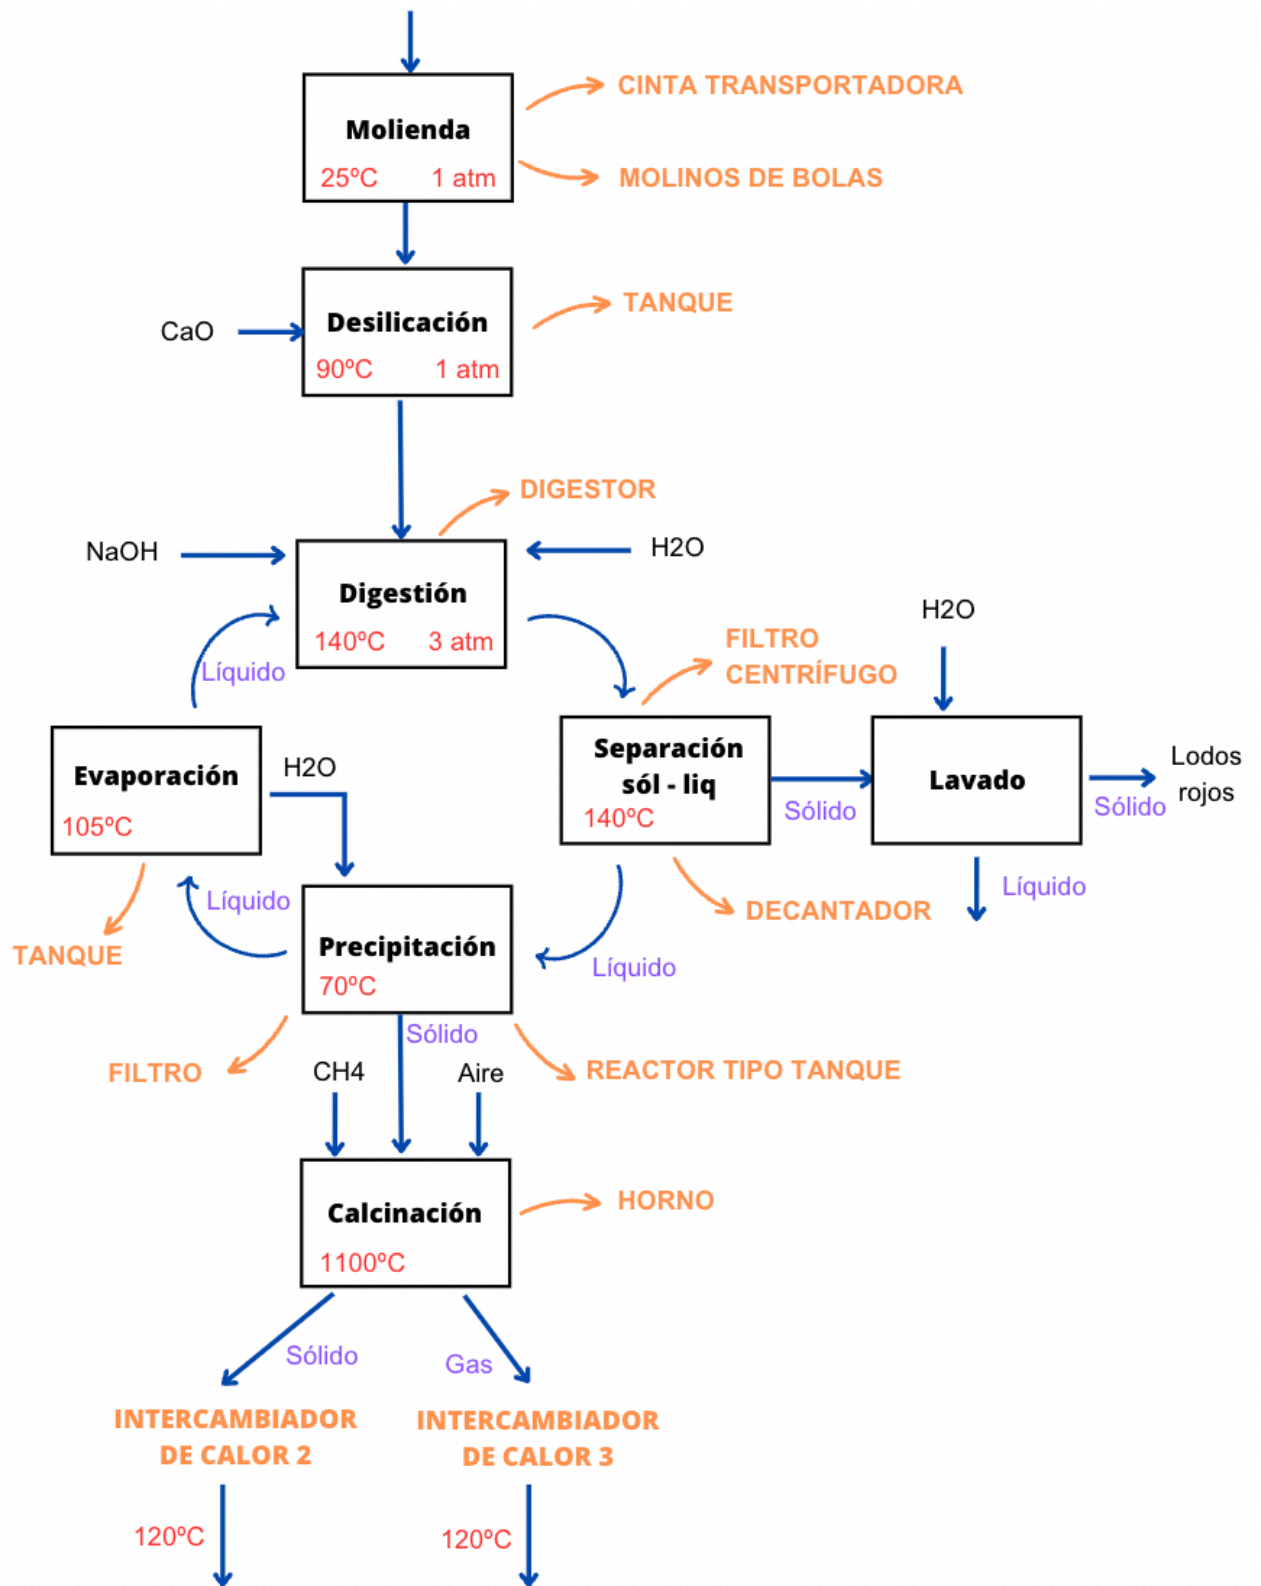 CINTA TRANSPORTADORA
Molienda
25ºC 1 atm
MOLINOS DE BOLAS
TANQUE
CaO
Desilicación
90ºC 1 atm
DIGESTOR
NaOH
H2O
Digestión
140ºC 3 atm
Líquido
H2O
FILTRO
CENTRÍFUGO
Evaporación
105ºC
H2O
Separación
sól - liq
140ºC
Sólido
Lavado
Sólido
Lodos
rojos
Líquido
TANQUE
Líquido
DECANTADOR
Líquido
Precipitación
70ºC
Sólido
FILTRO
REACTOR TIPO TANQUE
CH4
Aire
Calcinación
1100ºC
HORNO
Sólido
Gas
INTERCAMBIADOR
DE CALOR 2
INTERCAMBIADOR
DE CALOR 3
120ºC
120ºC